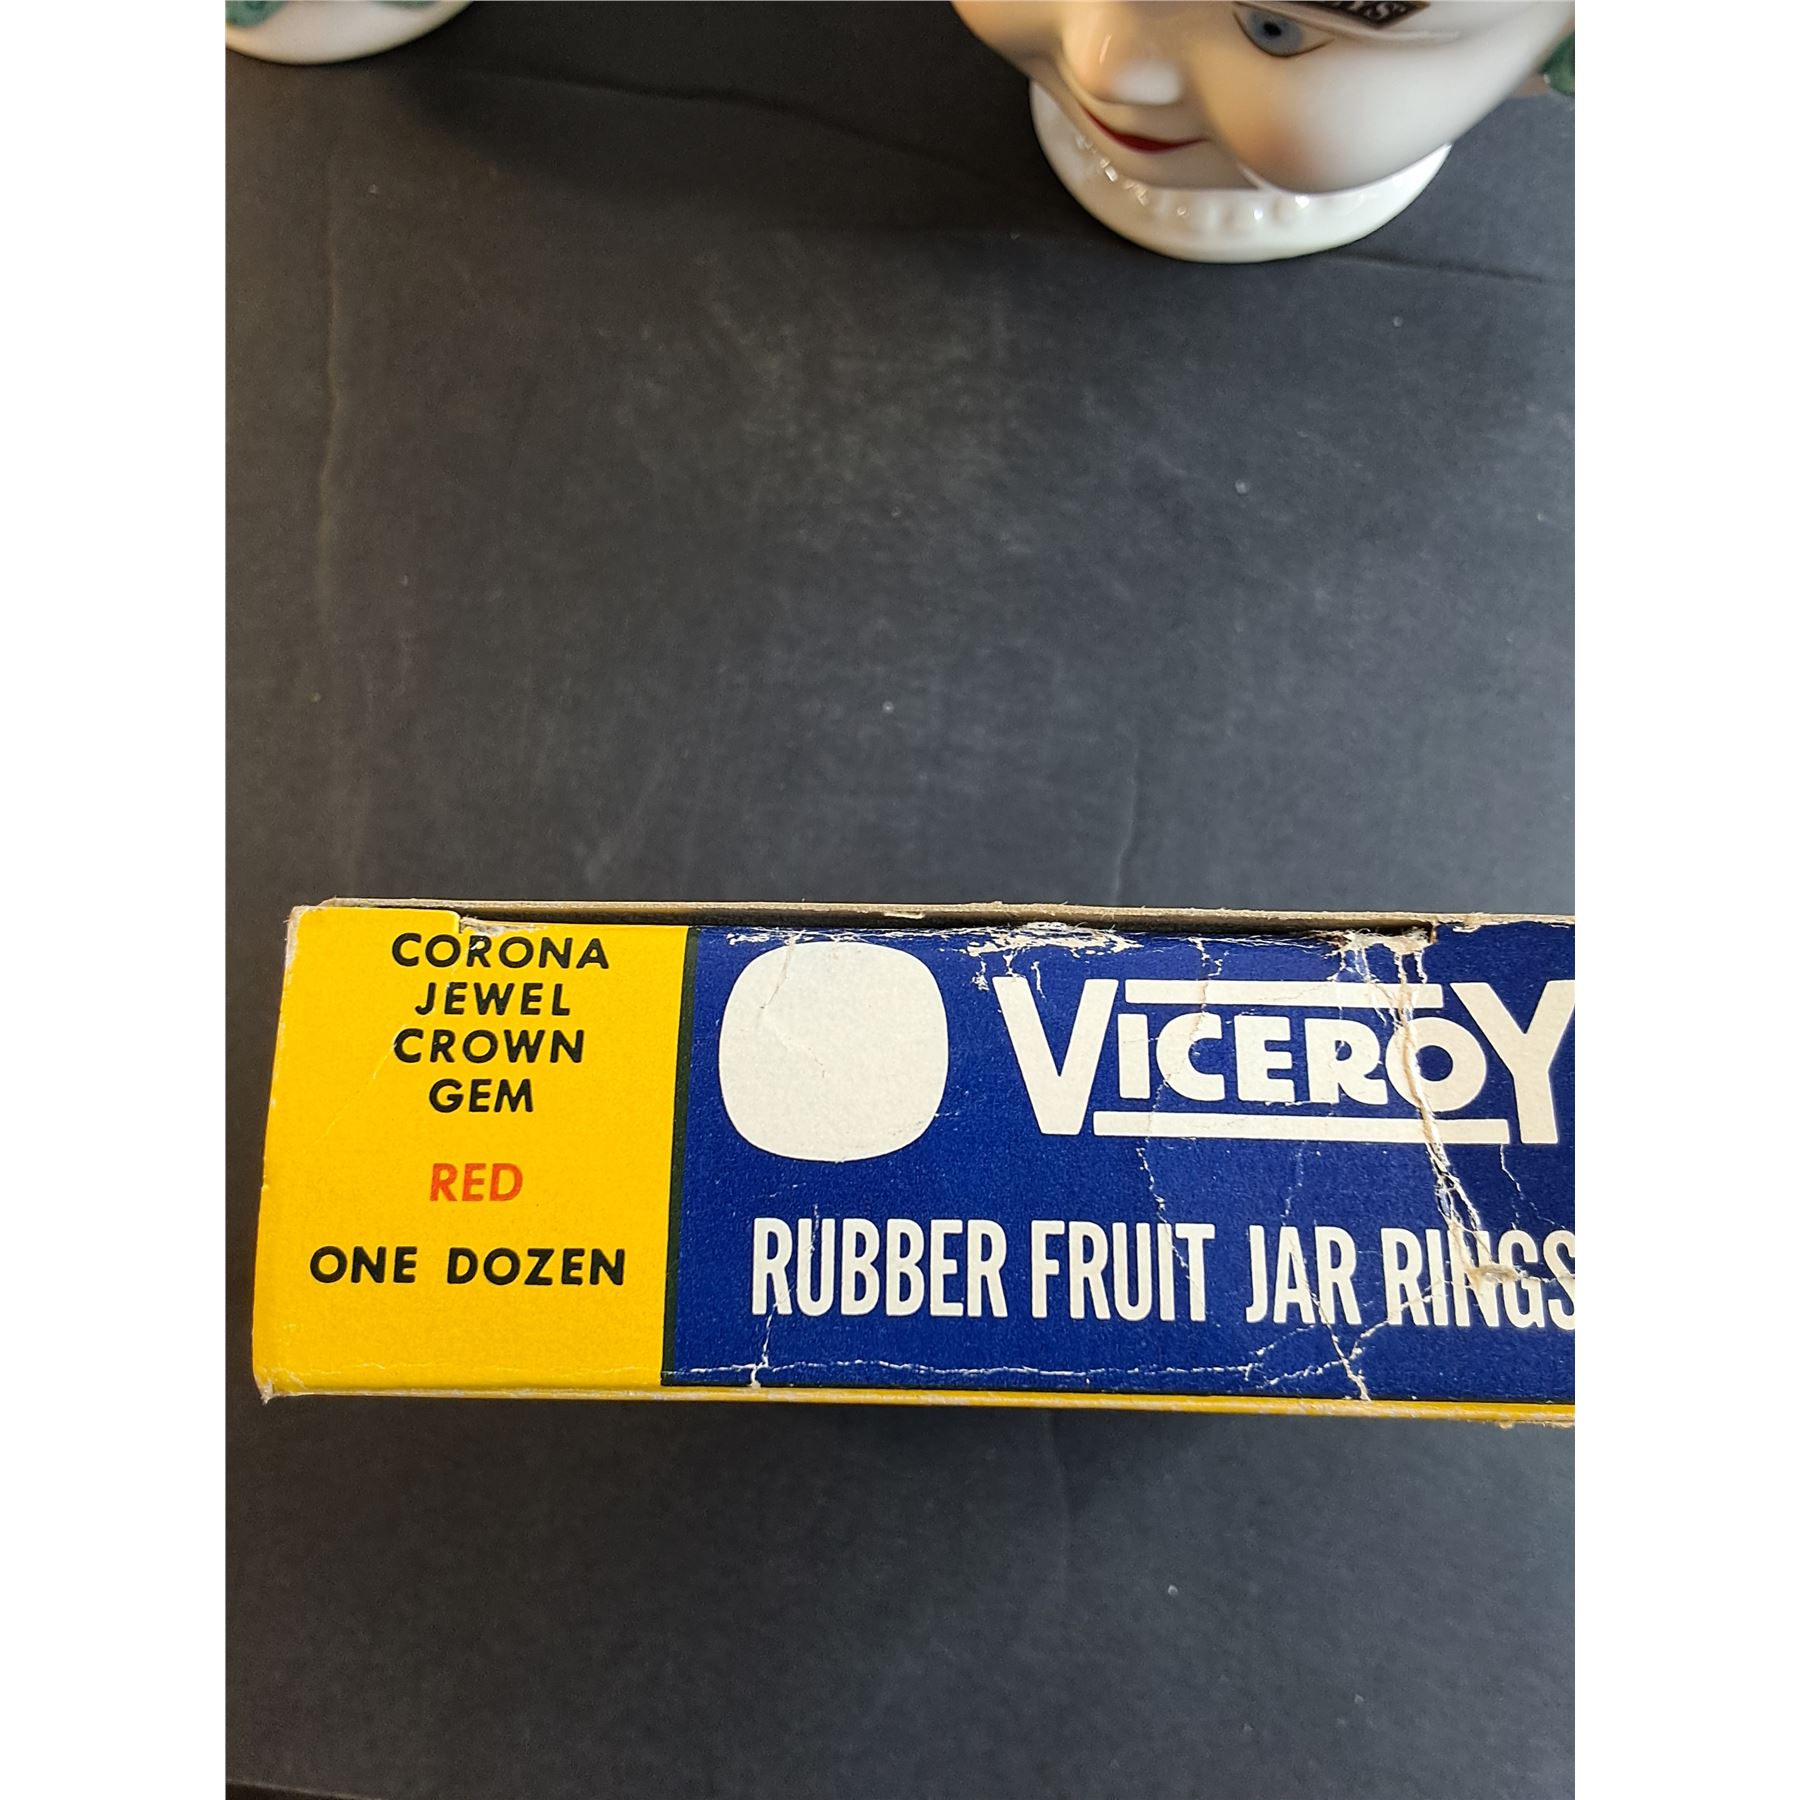 CORONA
JEWEL
CROWN
GEM
RED
ONE DOZEN
VICEROY
RUBBER FRUIT JAR RINGS